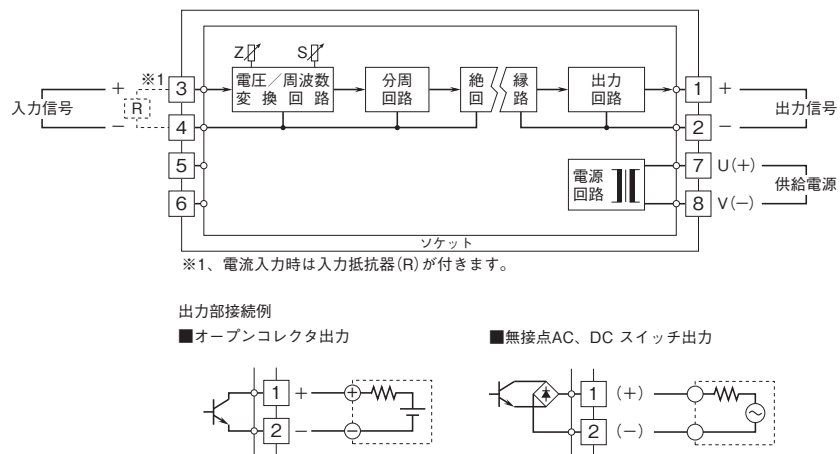 Z S
※1
入力信号
+
R
−
3
4
5
6
電圧／周波数
変換回路
分周
回路
絶
回
縁
路
出力
回路
電源
回路
1
+
2
−
出力信号
7
U(+)
8
V(−)
供給電源
ソケット
※1、電流入力時は入力抵抗器(R)が付きます。
出力部接続例
■オープンコレクタ出力
1
+
+
2
−
−
■無接点AC、DC スイッチ出力
1
(+)
2
(−)